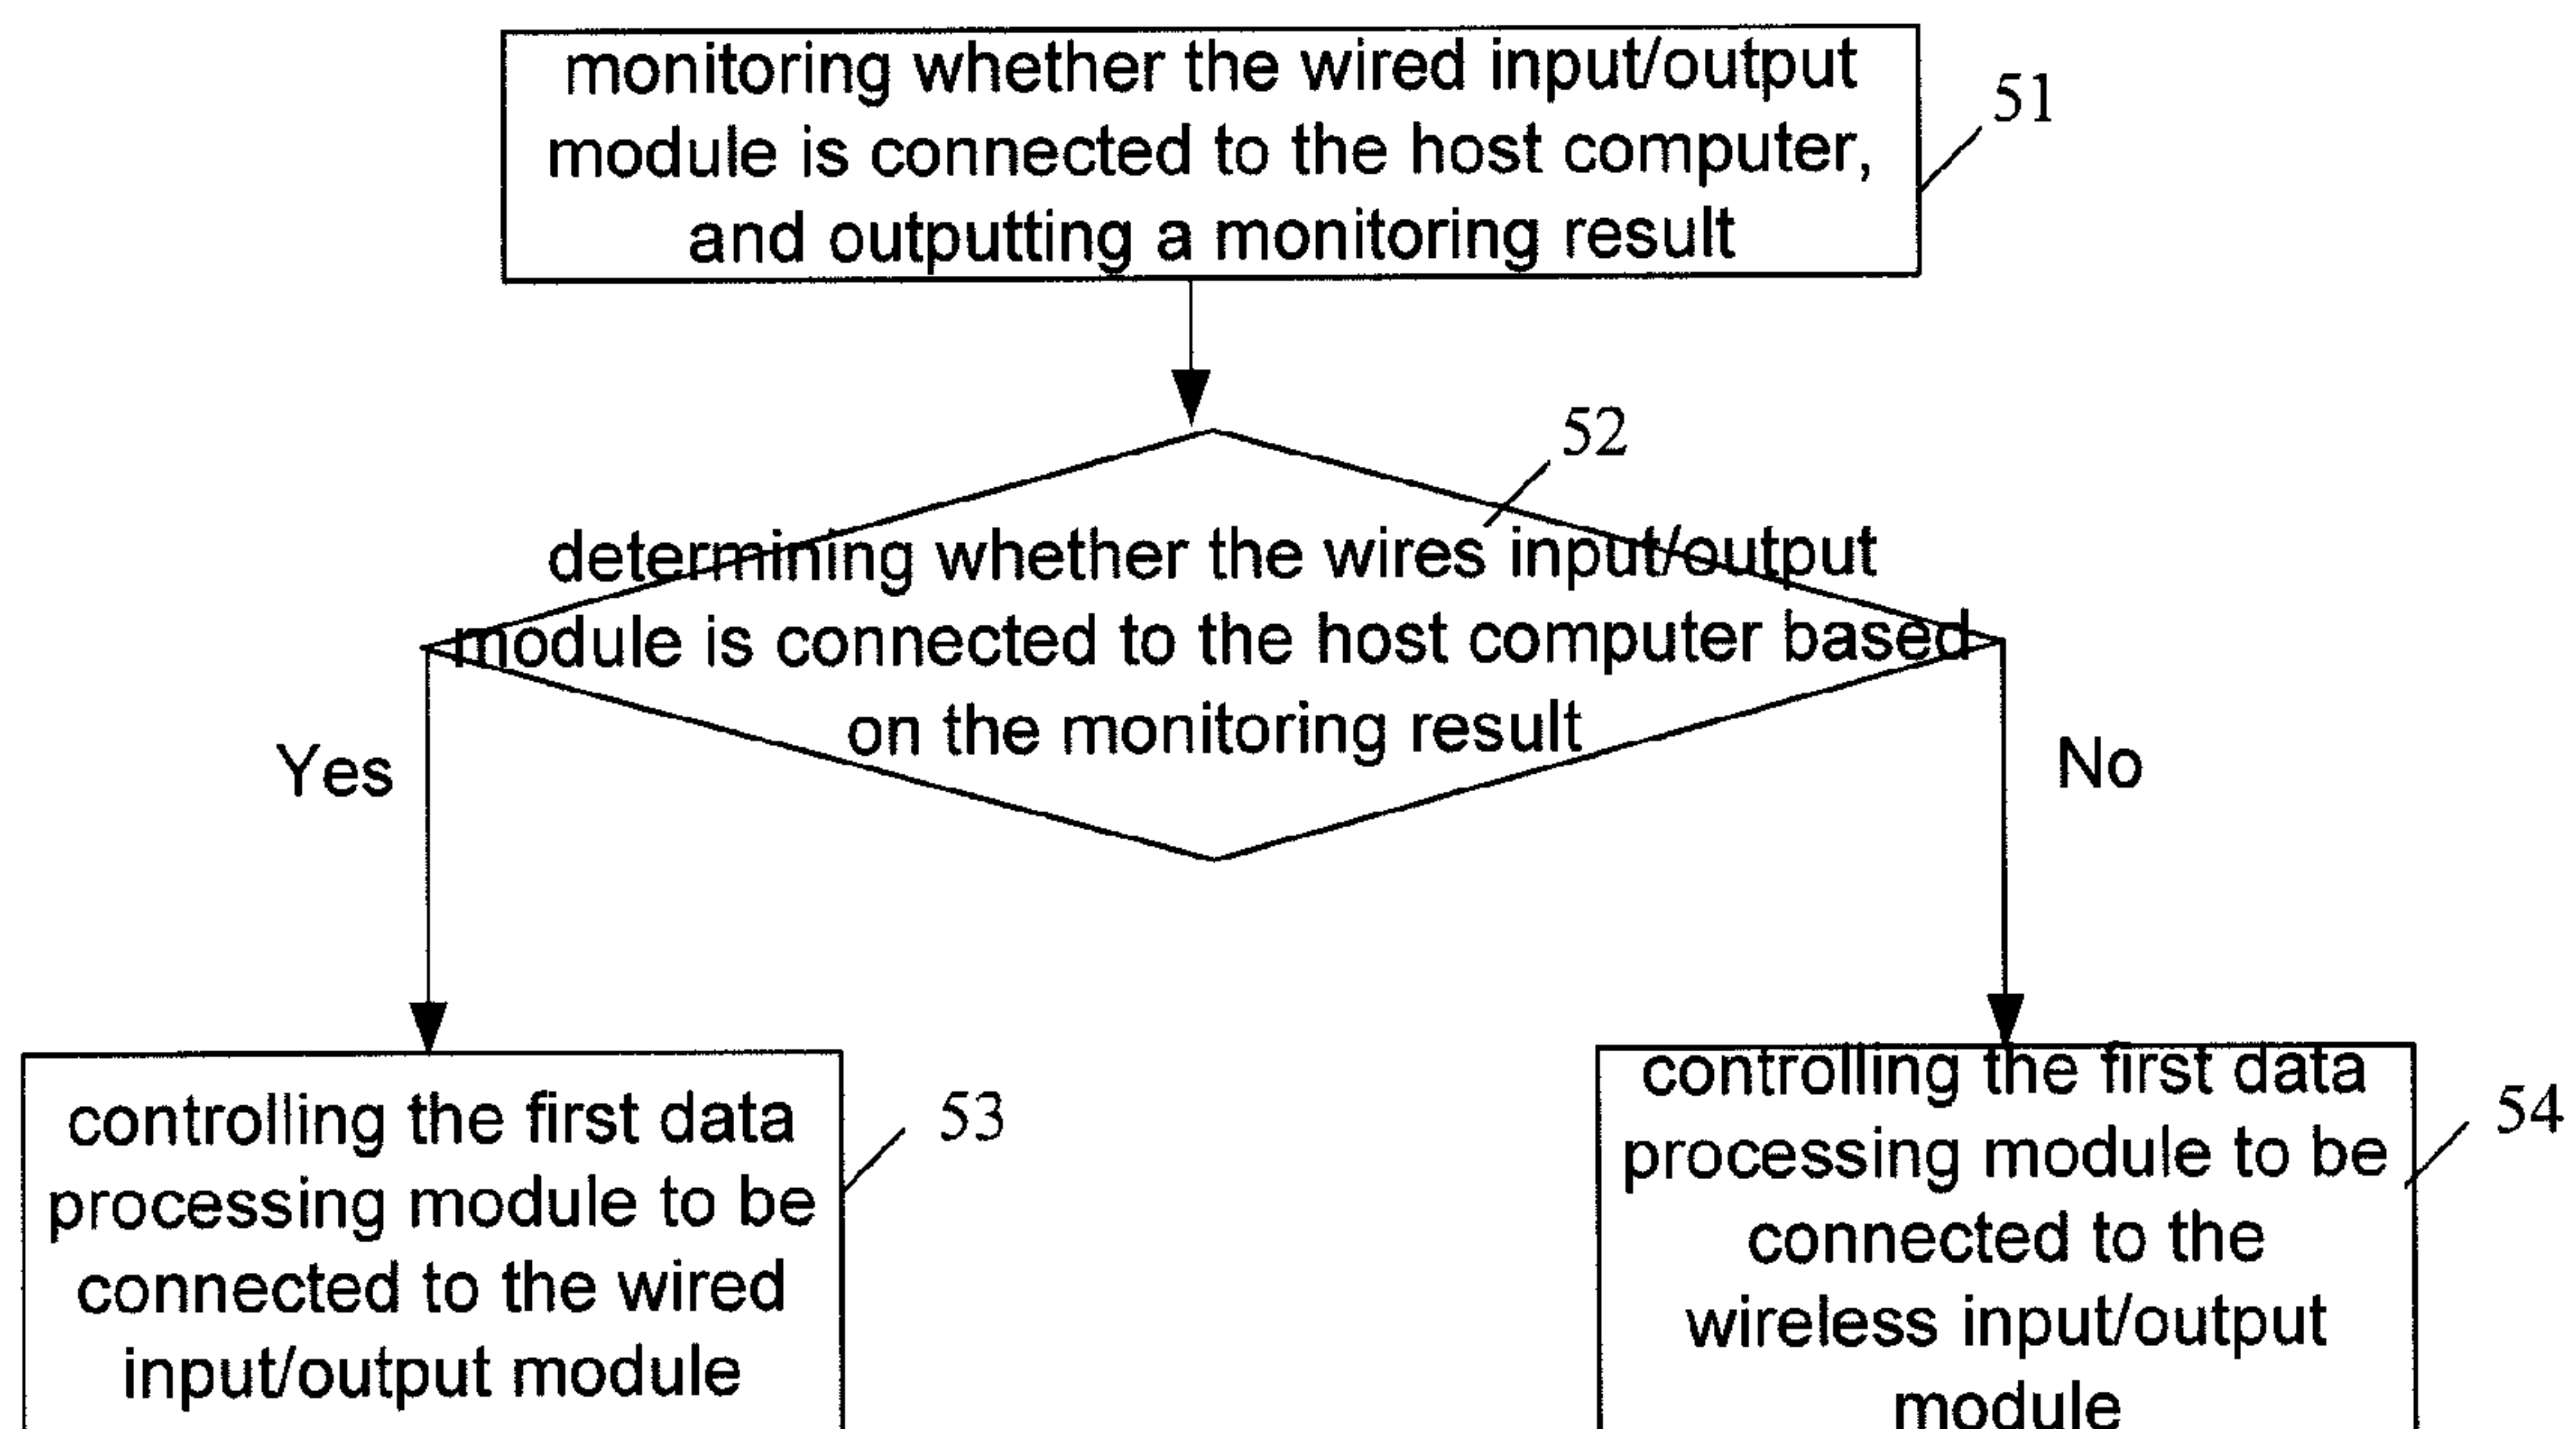 monitoring whether the wired input/output
module is connected to the host computer,
and outputting a monitoring result
51
52
determining whether the wires input/output
module is connected to the host computer based
on the monitoring result
Yes
No
controlling the first data
processing module to be
connected to the wired
input/output module
53
controlling the first data
processing module to be
connected to the
wireless input/output
module
54